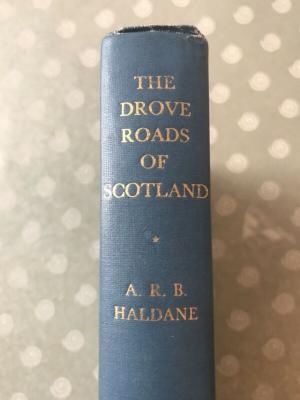 THE
DROVE
ROADS
OF
SCOTLAND
A. R. B.
HALDANE